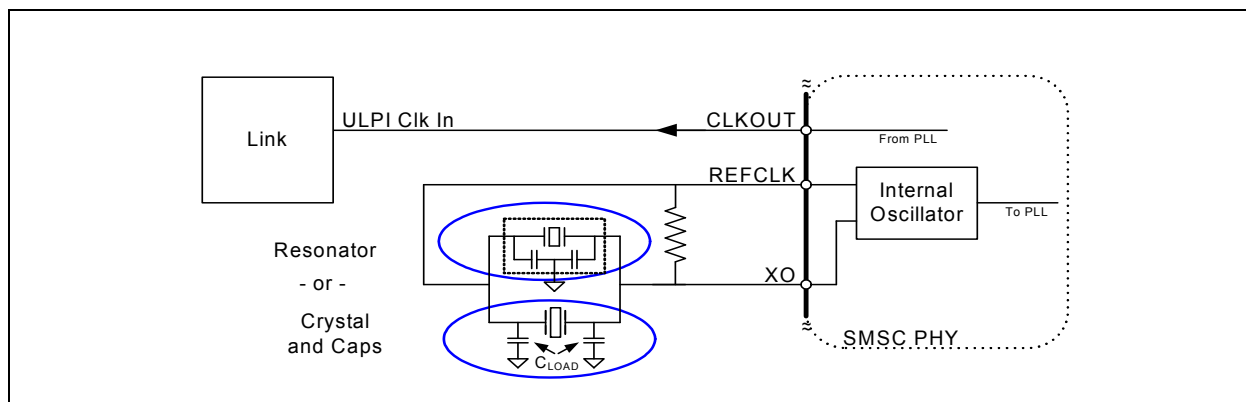 Link
ULPI Clk In
CLKOUT
From PLL
REFCLK
Internal
Oscillator
To PLL
Resonator
- or -
Crystal
and Caps
XO
CLOAD
SMSC PHY